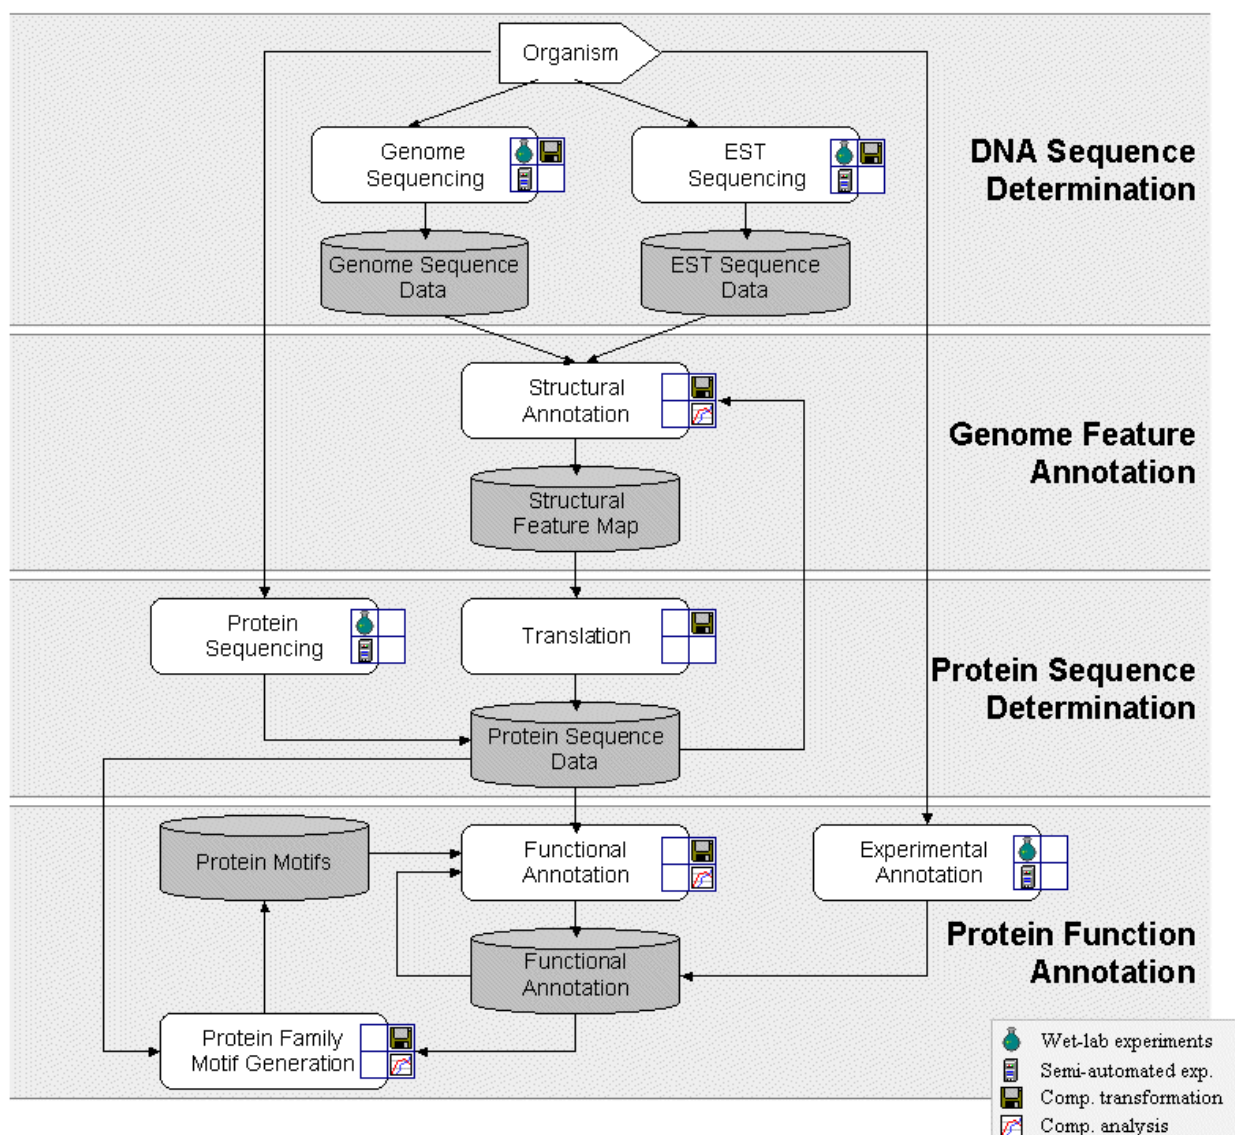 Organism
Genome
Sequencing
EST
Sequencing
DNA Sequence
Determination
Genome Sequence
Data
EST Sequence
Data
Structural
Annotation
Genome Feature
Annotation
Structural
Feature Map
Protein
Sequencing
Translation
Protein Sequence
Determination
Protein Sequence
Data
Protein Motifs
Functional
Annotation
Experimental
Annotation
Protein Function
Annotation
Functional
Annotation
Protein Family
Motif Generation
Wet-lab experiments
Semi-automated exp.
Comp. transformation
Comp. analysis